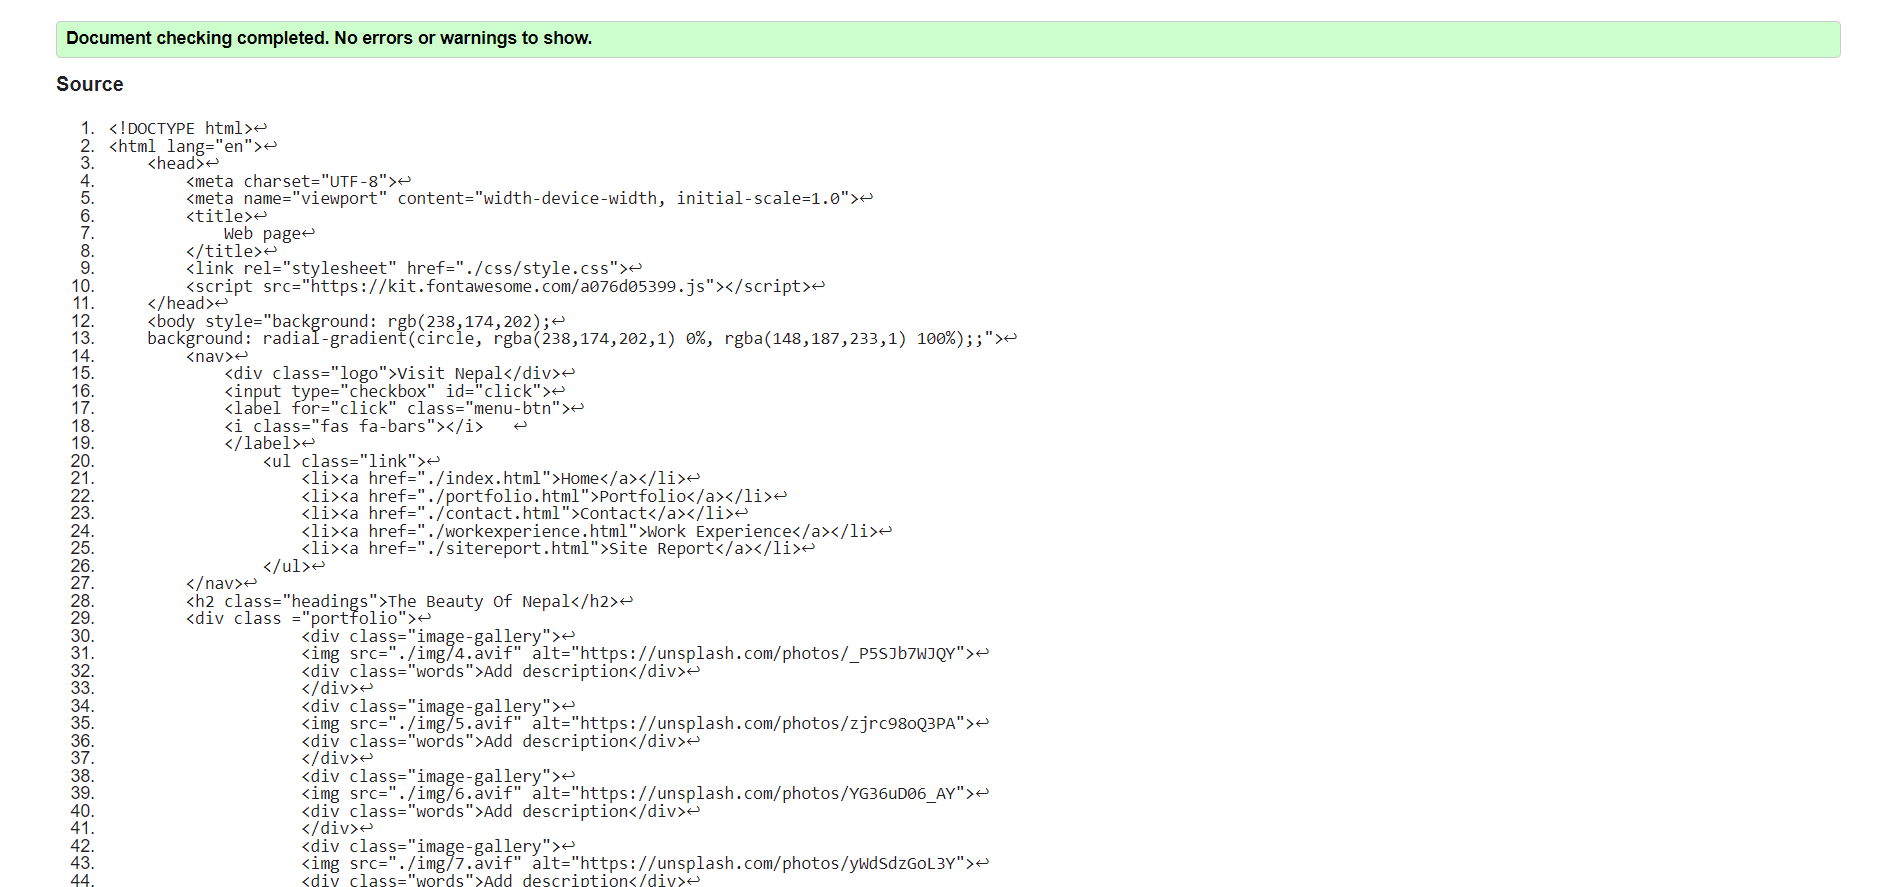 Document checking completed. No errors or warnings to show.
Source
1. <!DOCTYPE html>↩
2. <html lang="en">↩
3.     <head>↩
4.         <meta charset="UTF-8">↩
5.         <meta name="viewport" content="width-device-width, initial-scale=1.0">↩
6.         <title>↩
7.             Web page↩
8.         </title>↩
9.         <link rel="stylesheet" href="./css/style.css">↩
10.         <script src="https://kit.fontawesome.com/a076d05399.js"></script>↩
11.     </head>↩
12.     <body style="background: rgb(238,174,202);↩
13.     background: radial-gradient(circle, rgba(238,174,202,1) 0%, rgba(148,187,233,1) 100%);;">↩
14.         <nav>↩
15.             <div class="logo">Visit Nepal</div>↩
16.             <input type="checkbox" id="click">↩
17.             <label for="click" class="menu-btn">↩
18.             <i class="fas fa-bars"></i>   ↩
19.             </label>↩
20.                 <ul class="link">↩
21.                     <li><a href="./index.html">Home</a></li>↩
22.                     <li><a href="./portfolio.html">Portfolio</a></li>↩
23.                     <li><a href="./contact.html">Contact</a></li>↩
24.                     <li><a href="./workexperience.html">Work Experience</a></li>↩
25.                     <li><a href="./sitereport.html">Site Report</a></li>↩
26.                 </ul>↩
27.         </nav>↩
28.         <h2 class="headings">The Beauty Of Nepal</h2>↩
29.         <div class ="portfolio">↩
30.                     <div class="image-gallery">↩
31.                     <img src="./img/4.avif" alt="https://unsplash.com/photos/_P5SJb7WJQY">↩
32.                     <div class="words">Add description</div>↩
33.                     </div>↩
34.                     <div class="image-gallery">↩
35.                     <img src="./img/5.avif" alt="https://unsplash.com/photos/zjrc98oQ3PA">↩
36.                     <div class="words">Add description</div>↩
37.                     </div>↩
38.                     <div class="image-gallery">↩
39.                     <img src="./img/6.avif" alt="https://unsplash.com/photos/YG36uD06_AY">↩
40.                     <div class="words">Add description</div>↩
41.                     </div>↩
42.                     <div class="image-gallery">↩
43.                     <img src="./img/7.avif" alt="https://unsplash.com/photos/yWdSdzGoL3Y">↩
44.                     <div class="words">Add description</div>↩